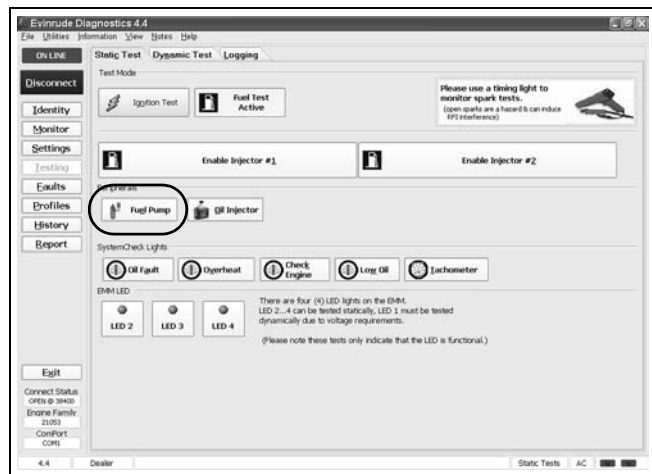 Evinrude Diagnostics 4.4
File Utilities Information View Notes Help
ON LINE
Static Test Dynamic Test Logging
Test Mode
Disconnect
Ignition Test
Fuel Test
Active
Please use a timing light to
monitor spark tests.
(open sparks are a hazard & can induce
RFI interference)
Identity
Monitor
Settings
Testing
Faults
Profiles
History
Report
Enable Injector #1
Enable Injector #2
Peripherals
Fuel Pump
Oil Injector
SystemCheck Lights
Oil Fault
Overheat
Check
Engine
Low Oil
Tachometer
EMM LED
LED 2
LED 3
LED 4
There are four (4) LED lights on the EMM.
LED 2...4 can be tested statically, LED 1 must be tested
dynamically due to voltage requirements.
(Please note these tests only indicate that the LED is functional.)
Exit
Connect Status
OPEN @ 38400
Engine Family
21053
ComPort
COM1
4.4 Dealer Static Tests AC